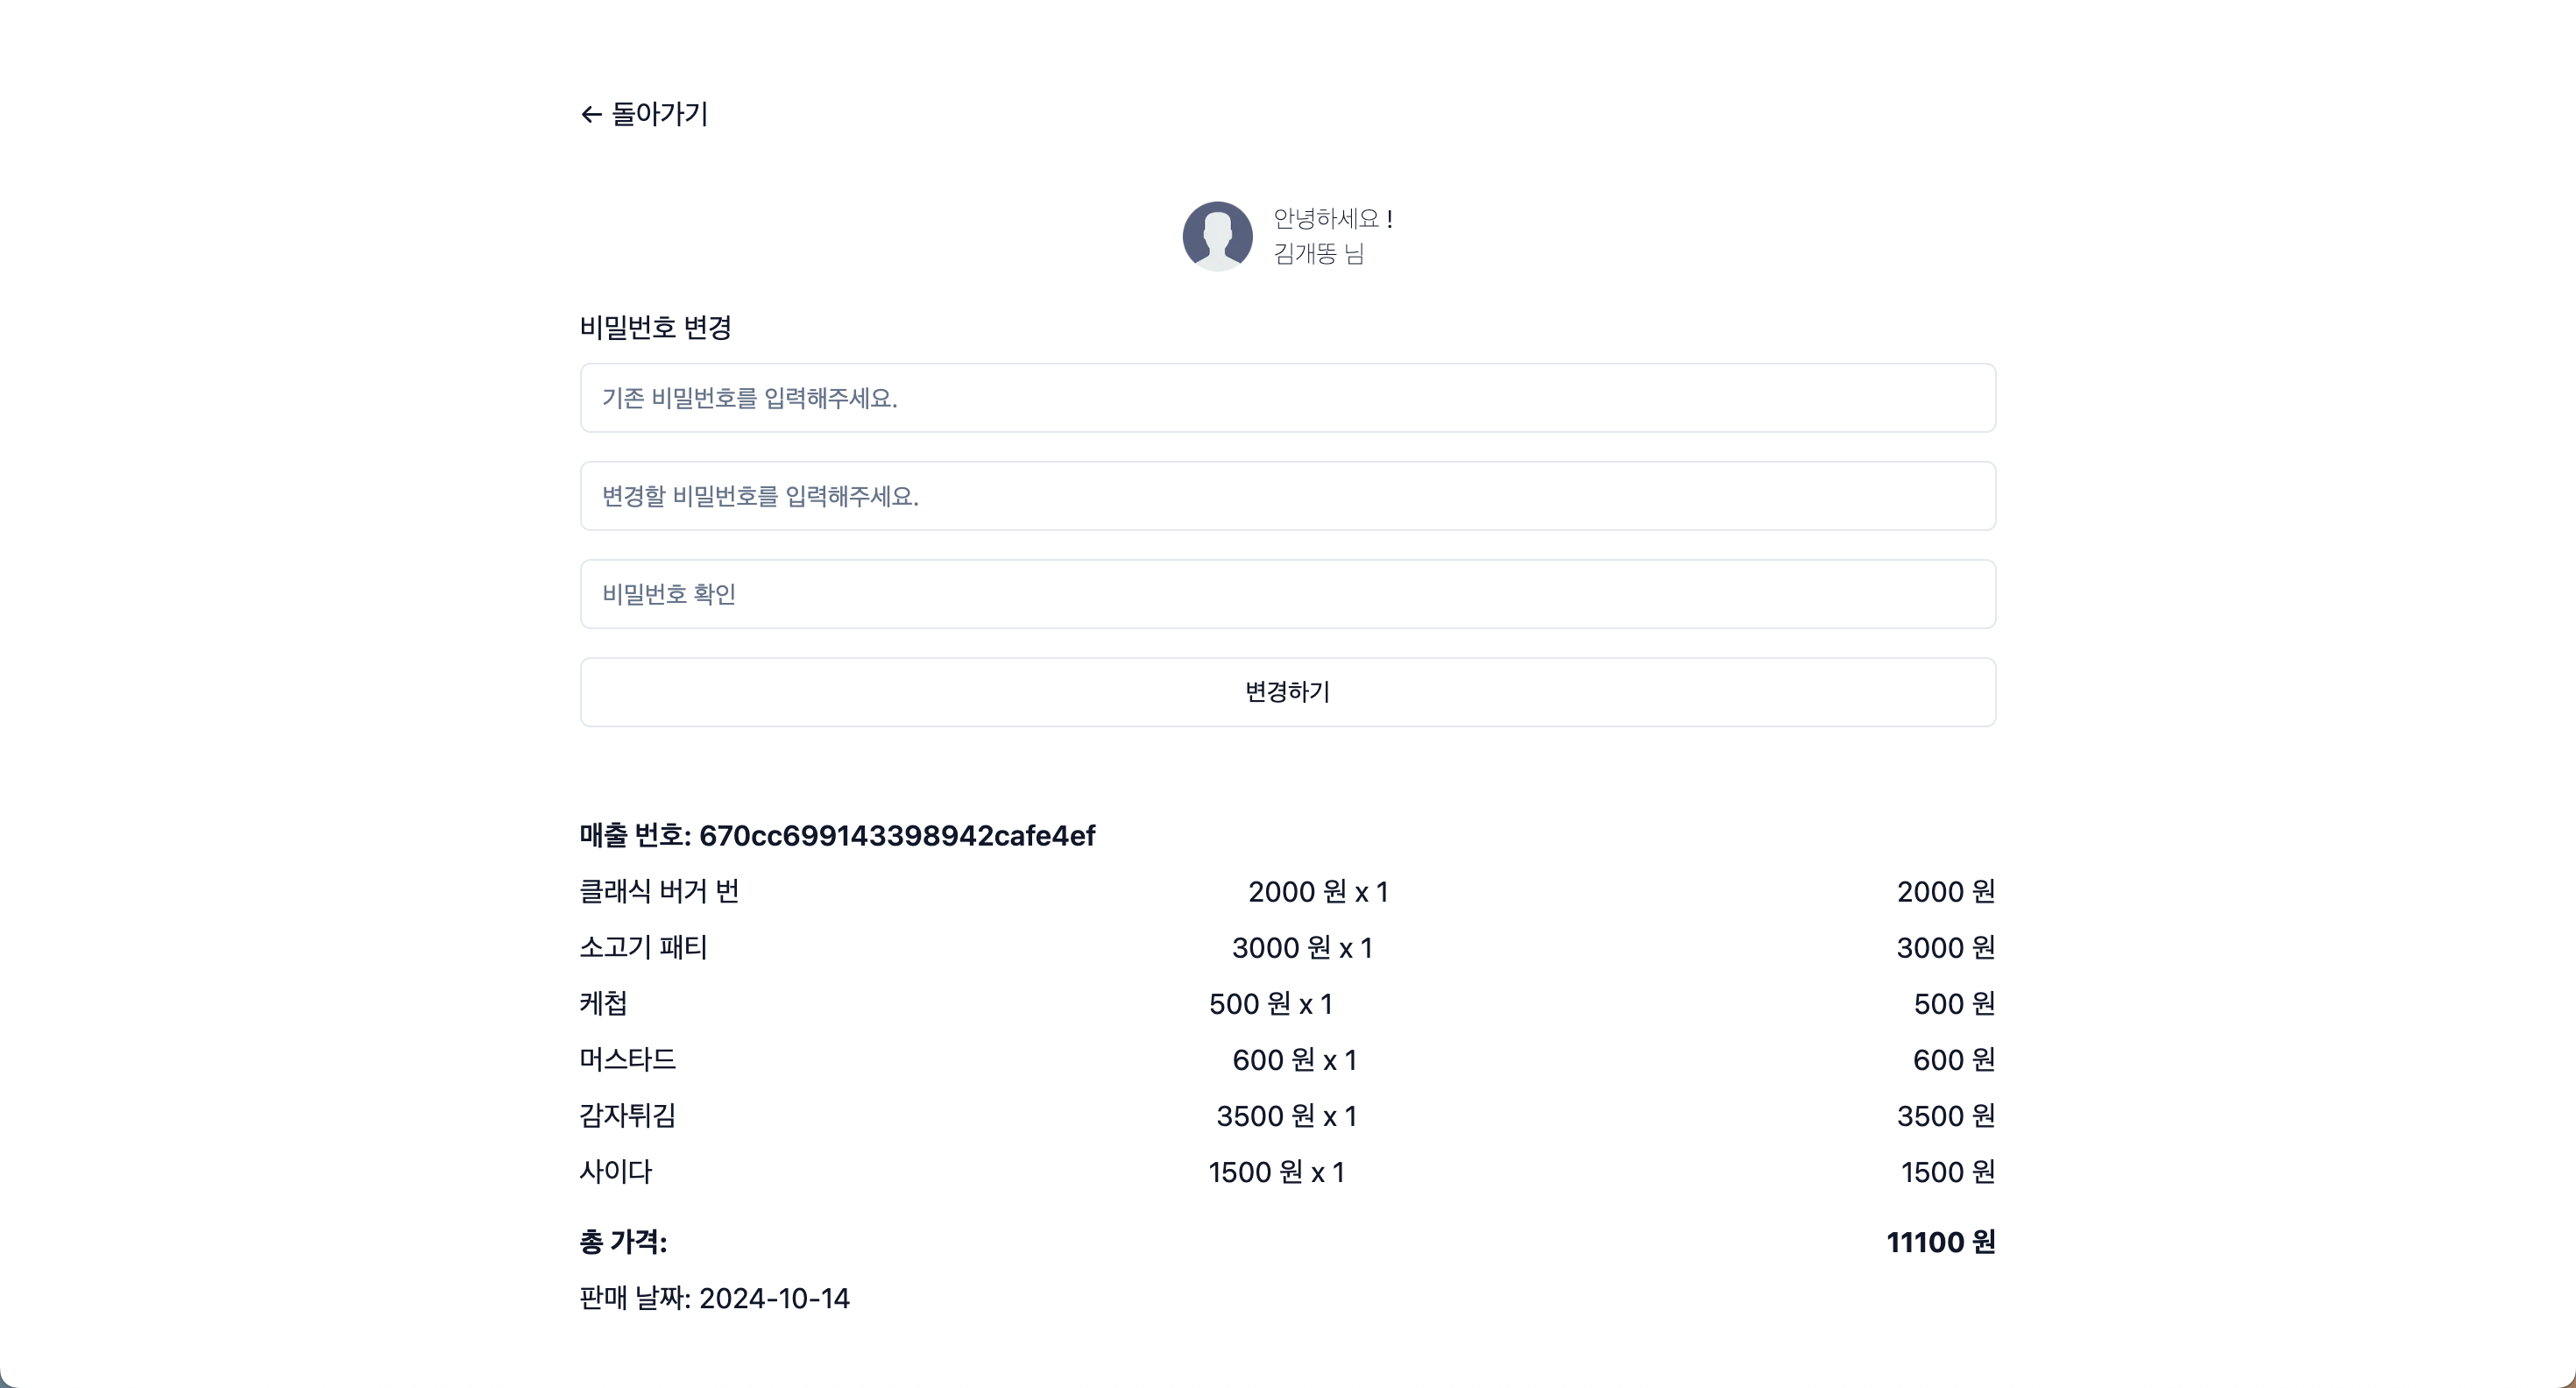 ← 돌아가기
안녕하세요 !
김개똥 님
비밀번호 변경
기존 비밀번호를 입력해주세요.
변경할 비밀번호를 입력해주세요.
비밀번호 확인
변경하기
매출 번호: 670cc699143398942cafe4ef
클래식 버거 번 2000 원 x 1 2000 원
소고기 패티 3000 원 x 1 3000 원
케첩 500 원 x 1 500 원
머스타드 600 원 x 1 600 원
감자튀김 3500 원 x 1 3500 원
사이다 1500 원 x 1 1500 원
총 가격: 11100 원
판매 날짜: 2024-10-14